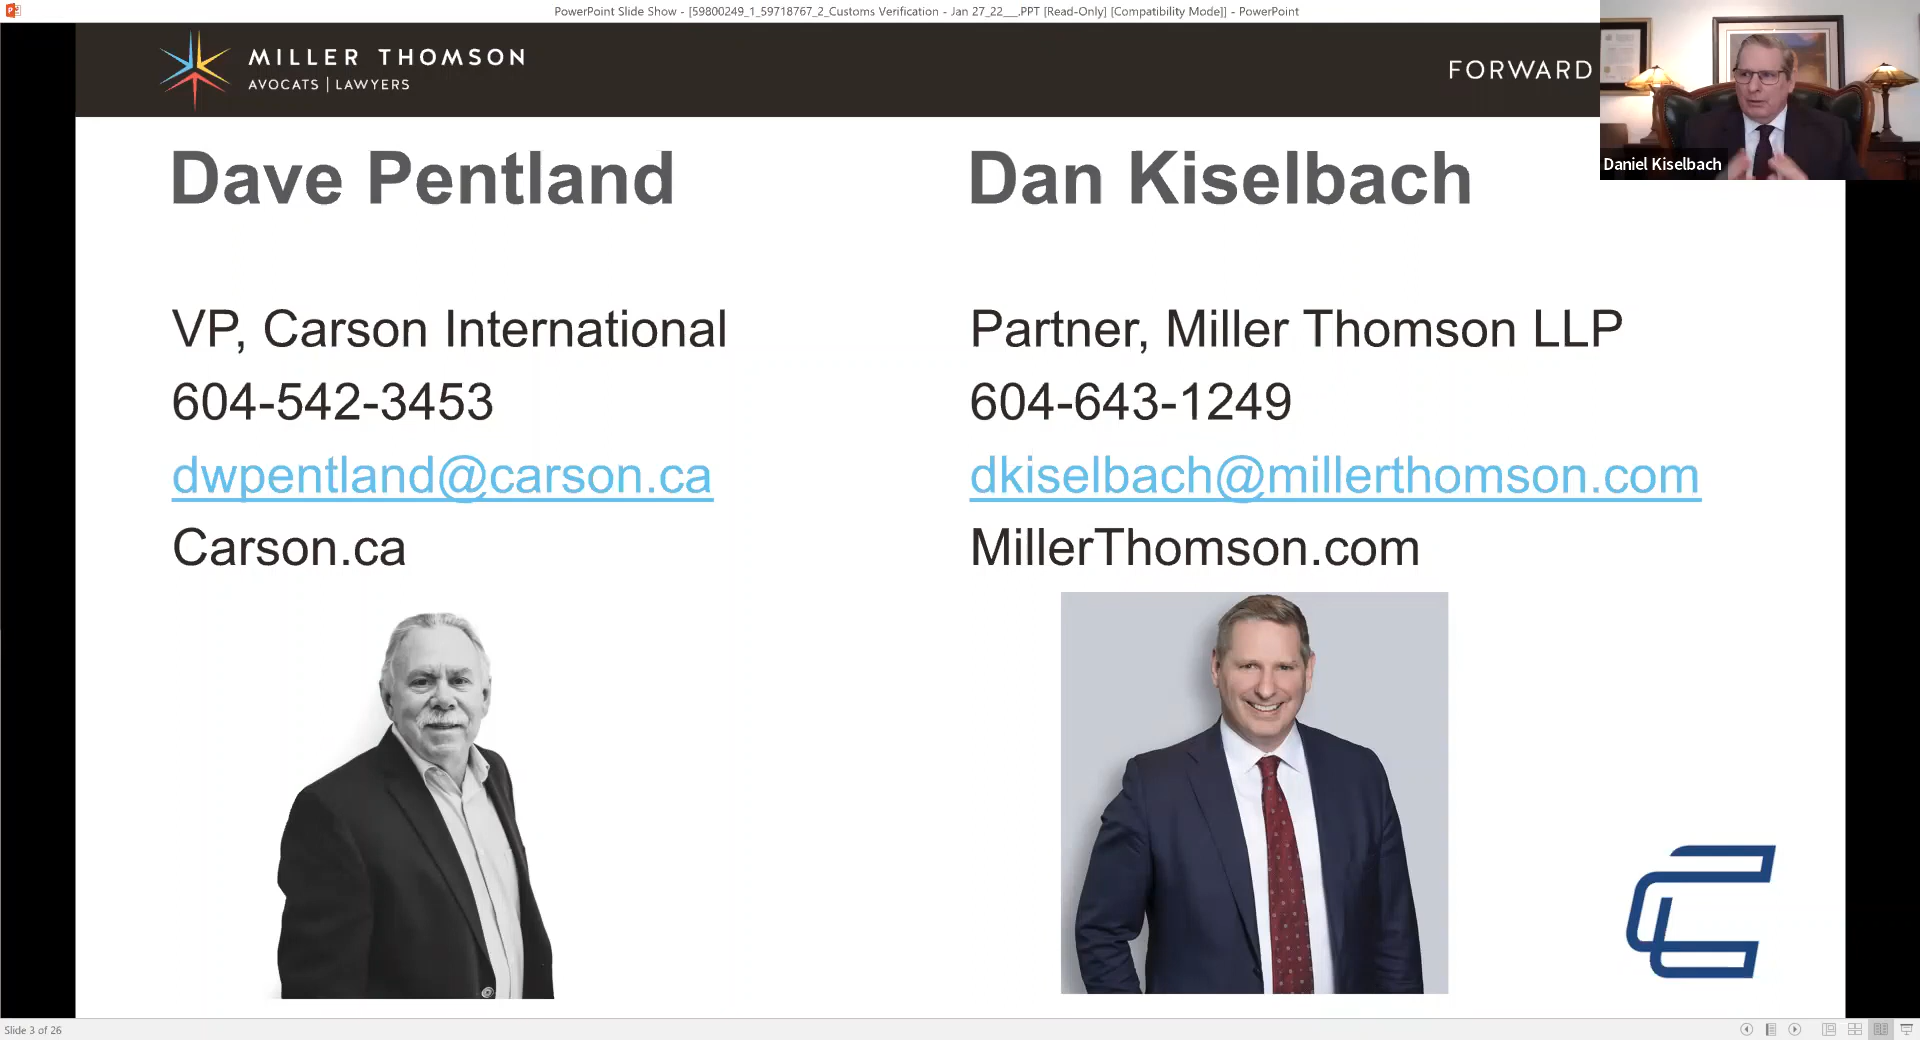 PowerPoint Slide Show - [59800249_1_59718767_2_Customs Verification - Jan 27_22___.PPT [Read-Only] [Compatibility Mode]] - PowerPoint
MILLER THOMSON
AVOCATS | LAWYERS
FORWARD
Daniel Kiselbach
Dave Pentland
VP, Carson International
604-542-3453
dwpentland@carson.ca
Carson.ca
Dan Kiselbach
Partner, Miller Thomson LLP
604-643-1249
dkiselbach@millerthomson.com
MillerThomson.com
Slide 3 of 26